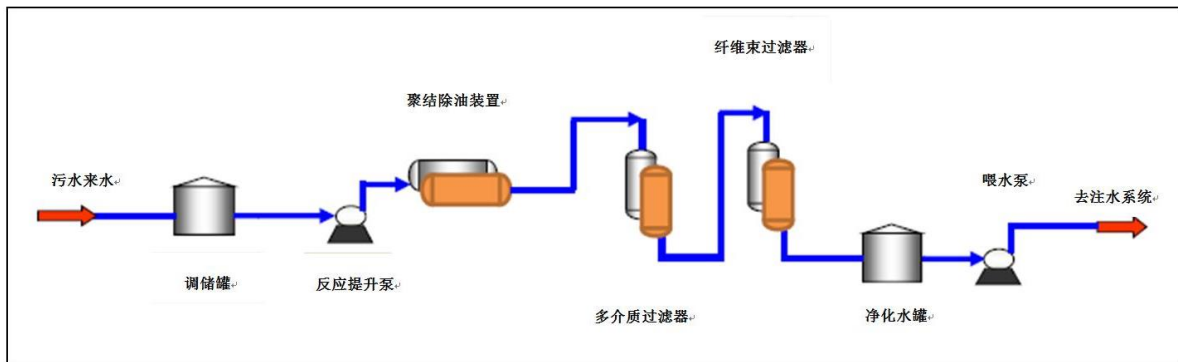 纤维束过滤器
聚结除油装置
污水来水
喂水泵
去注水系统
调储罐
反应提升泵
多介质过滤器
净化水罐